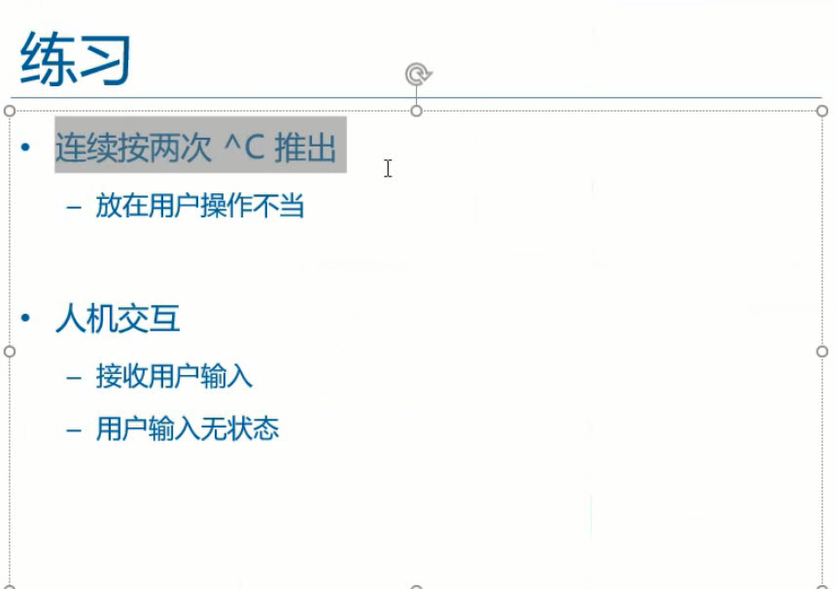 练习
• 连续按两次 ^C 推出
– 放在用户操作不当
• 人机交互
– 接收用户输入
– 用户输入无状态